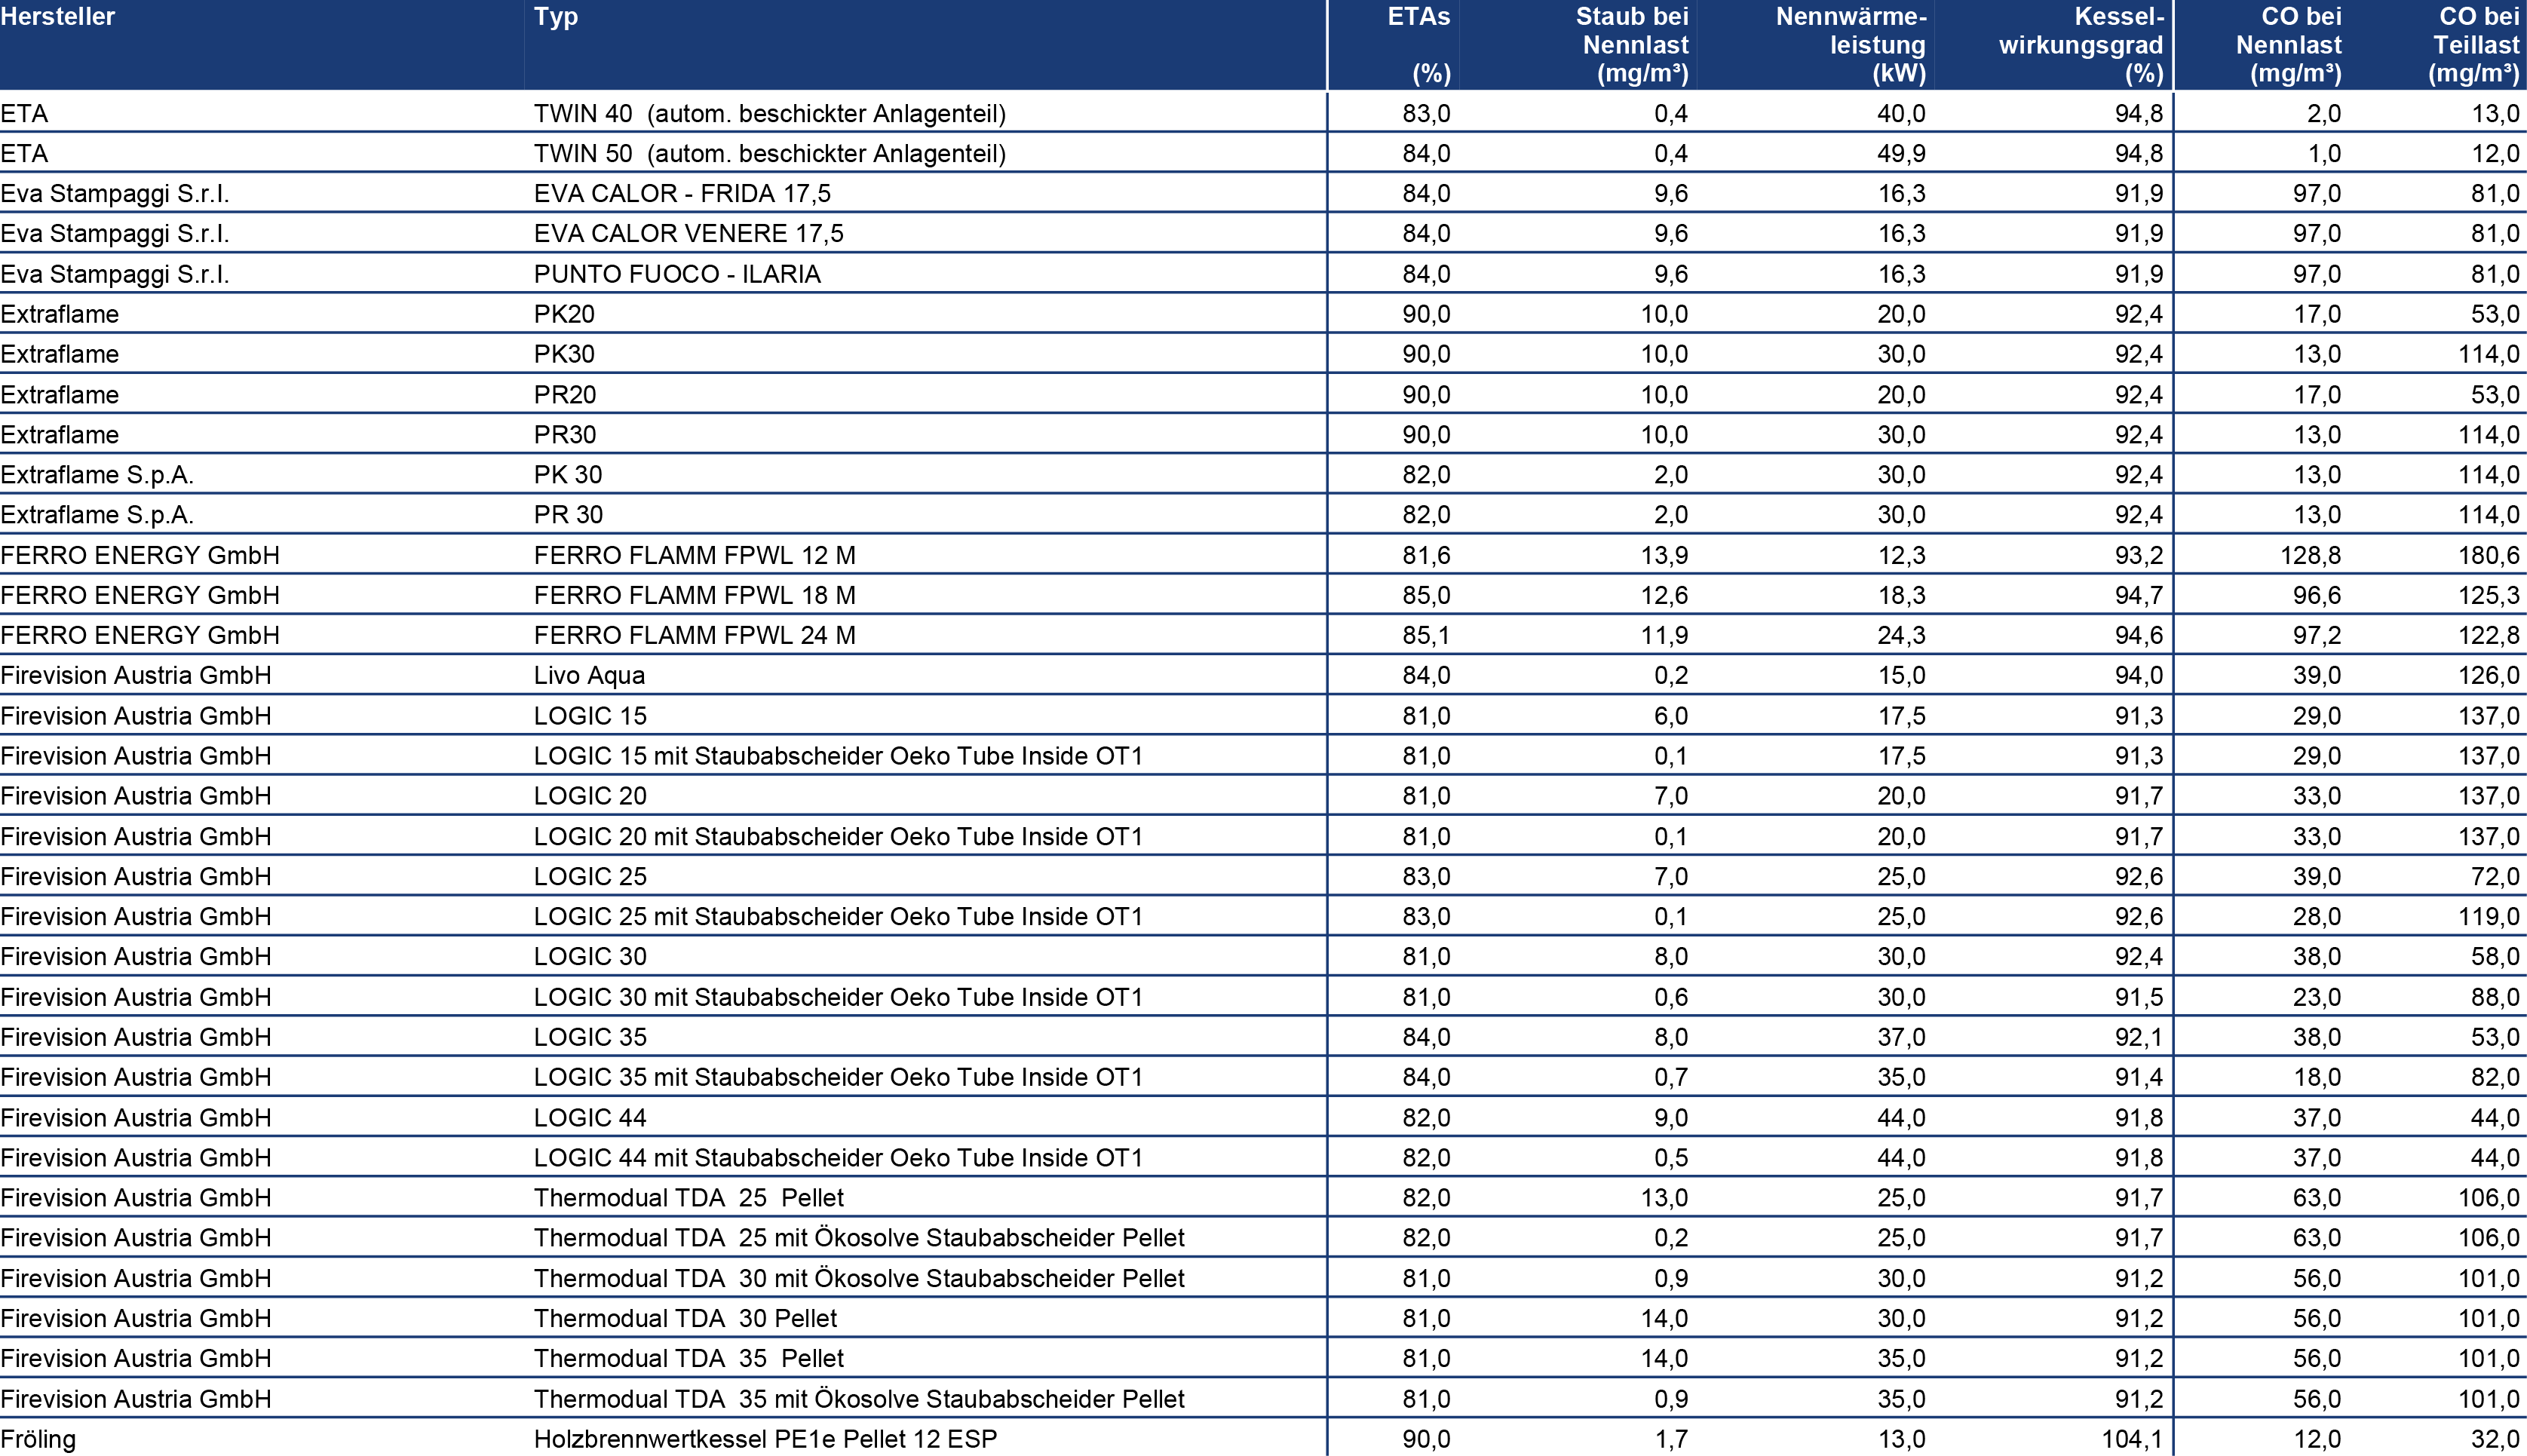 Hersteller Typ ETAs (%) Staub bei Nennlast (mg/m³) Nennwärme-leistung (kW) Kessel-wirkungsgrad (%) CO bei Nennlast (mg/m³) CO bei Teillast (mg/m³)
ETA TWIN 40  (autom. beschickter Anlagenteil) 83,0 0,4 40,0 94,8 2,0 13,0
ETA TWIN 50  (autom. beschickter Anlagenteil) 84,0 0,4 49,9 94,8 1,0 12,0
Eva Stampaggi S.r.l. EVA CALOR - FRIDA 17,5 84,0 9,6 16,3 91,9 97,0 81,0
Eva Stampaggi S.r.l. EVA CALOR VENERE 17,5 84,0 9,6 16,3 91,9 97,0 81,0
Eva Stampaggi S.r.l. PUNTO FUOCO - ILARIA 84,0 9,6 16,3 91,9 97,0 81,0
Extraflame PK20 90,0 10,0 20,0 92,4 17,0 53,0
Extraflame PK30 90,0 10,0 30,0 92,4 13,0 114,0
Extraflame PR20 90,0 10,0 20,0 92,4 17,0 53,0
Extraflame PR30 90,0 10,0 30,0 92,4 13,0 114,0
Extraflame S.p.A. PK 30 82,0 2,0 30,0 92,4 13,0 114,0
Extraflame S.p.A. PR 30 82,0 2,0 30,0 92,4 13,0 114,0
FERRO ENERGY GmbH FERRO FLAMM FPWL 12 M 81,6 13,9 12,3 93,2 128,8 180,6
FERRO ENERGY GmbH FERRO FLAMM FPWL 18 M 85,0 12,6 18,3 94,7 96,6 125,3
FERRO ENERGY GmbH FERRO FLAMM FPWL 24 M 85,1 11,9 24,3 94,6 97,2 122,8
Firevision Austria GmbH Livo Aqua 84,0 0,2 15,0 94,0 39,0 126,0
Firevision Austria GmbH LOGIC 15 81,0 6,0 17,5 91,3 29,0 137,0
Firevision Austria GmbH LOGIC 15 mit Staubabscheider Oeko Tube Inside OT1 81,0 0,1 17,5 91,3 29,0 137,0
Firevision Austria GmbH LOGIC 20 81,0 7,0 20,0 91,7 33,0 137,0
Firevision Austria GmbH LOGIC 20 mit Staubabscheider Oeko Tube Inside OT1 81,0 0,1 20,0 91,7 33,0 137,0
Firevision Austria GmbH LOGIC 25 83,0 7,0 25,0 92,6 39,0 72,0
Firevision Austria GmbH LOGIC 25 mit Staubabscheider Oeko Tube Inside OT1 83,0 0,1 25,0 92,6 28,0 119,0
Firevision Austria GmbH LOGIC 30 81,0 8,0 30,0 92,4 38,0 58,0
Firevision Austria GmbH LOGIC 30 mit Staubabscheider Oeko Tube Inside OT1 81,0 0,6 30,0 91,5 23,0 88,0
Firevision Austria GmbH LOGIC 35 84,0 8,0 37,0 92,1 38,0 53,0
Firevision Austria GmbH LOGIC 35 mit Staubabscheider Oeko Tube Inside OT1 84,0 0,7 35,0 91,4 18,0 82,0
Firevision Austria GmbH LOGIC 44 82,0 9,0 44,0 91,8 37,0 44,0
Firevision Austria GmbH LOGIC 44 mit Staubabscheider Oeko Tube Inside OT1 82,0 0,5 44,0 91,8 37,0 44,0
Firevision Austria GmbH Thermodual TDA  25  Pellet 82,0 13,0 25,0 91,7 63,0 106,0
Firevision Austria GmbH Thermodual TDA  25 mit Ökosolve Staubabscheider Pellet 82,0 0,2 25,0 91,7 63,0 106,0
Firevision Austria GmbH Thermodual TDA  30 mit Ökosolve Staubabscheider Pellet 81,0 0,9 30,0 91,2 56,0 101,0
Firevision Austria GmbH Thermodual TDA  30 Pellet 81,0 14,0 30,0 91,2 56,0 101,0
Firevision Austria GmbH Thermodual TDA  35  Pellet 81,0 14,0 35,0 91,2 56,0 101,0
Firevision Austria GmbH Thermodual TDA  35 mit Ökosolve Staubabscheider Pellet 81,0 0,9 35,0 91,2 56,0 101,0
Fröling Holzbrennwertkessel PE1e Pellet 12 ESP 90,0 1,7 13,0 104,1 12,0 32,0